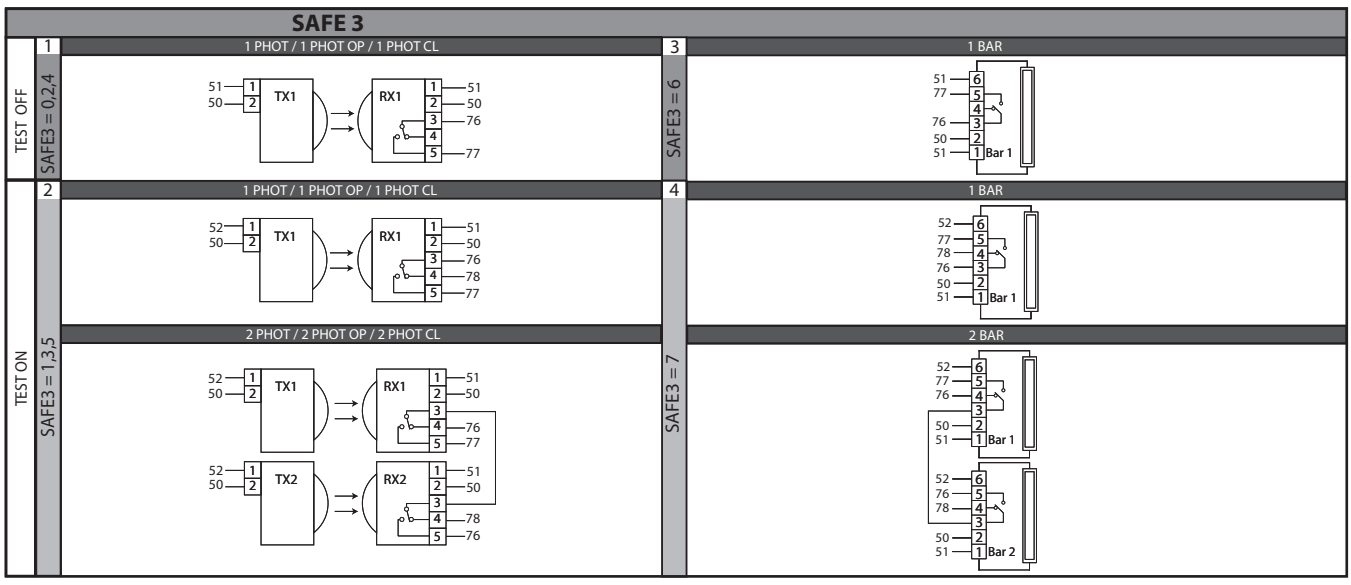 SAFE 3
TEST OFF
1
SAFE3 = 0,2,4
1 PHOT / 1 PHOT OP / 1 PHOT CL
51 1 TX1 RX1 1 51
50 2 2 50
3 76
4
5 77
3
SAFE3 = 6
1 BAR
51 6
77 5
4
76 3
50 2
51 1 Bar 1
TEST ON
2
SAFE3 = 1,3,5
1 PHOT / 1 PHOT OP / 1 PHOT CL
52 1 TX1 RX1 1 51
50 2 2 50
3 76
4 78
5 77
2 PHOT / 2 PHOT OP / 2 PHOT CL
52 1 TX1 RX1 1 51
50 2 2 50
3
4 76
5 77
52 1 TX2 RX2 1 51
50 2 2 50
3
4 78
5 76
4
SAFE3 = 7
1 BAR
52 6
77 5
78 4
76 3
50 2
51 1 Bar 1
2 BAR
52 6
77 5
76 4
3
50 2
51 1 Bar 1
52 6
76 5
78 4
3
50 2
51 1 Bar 2